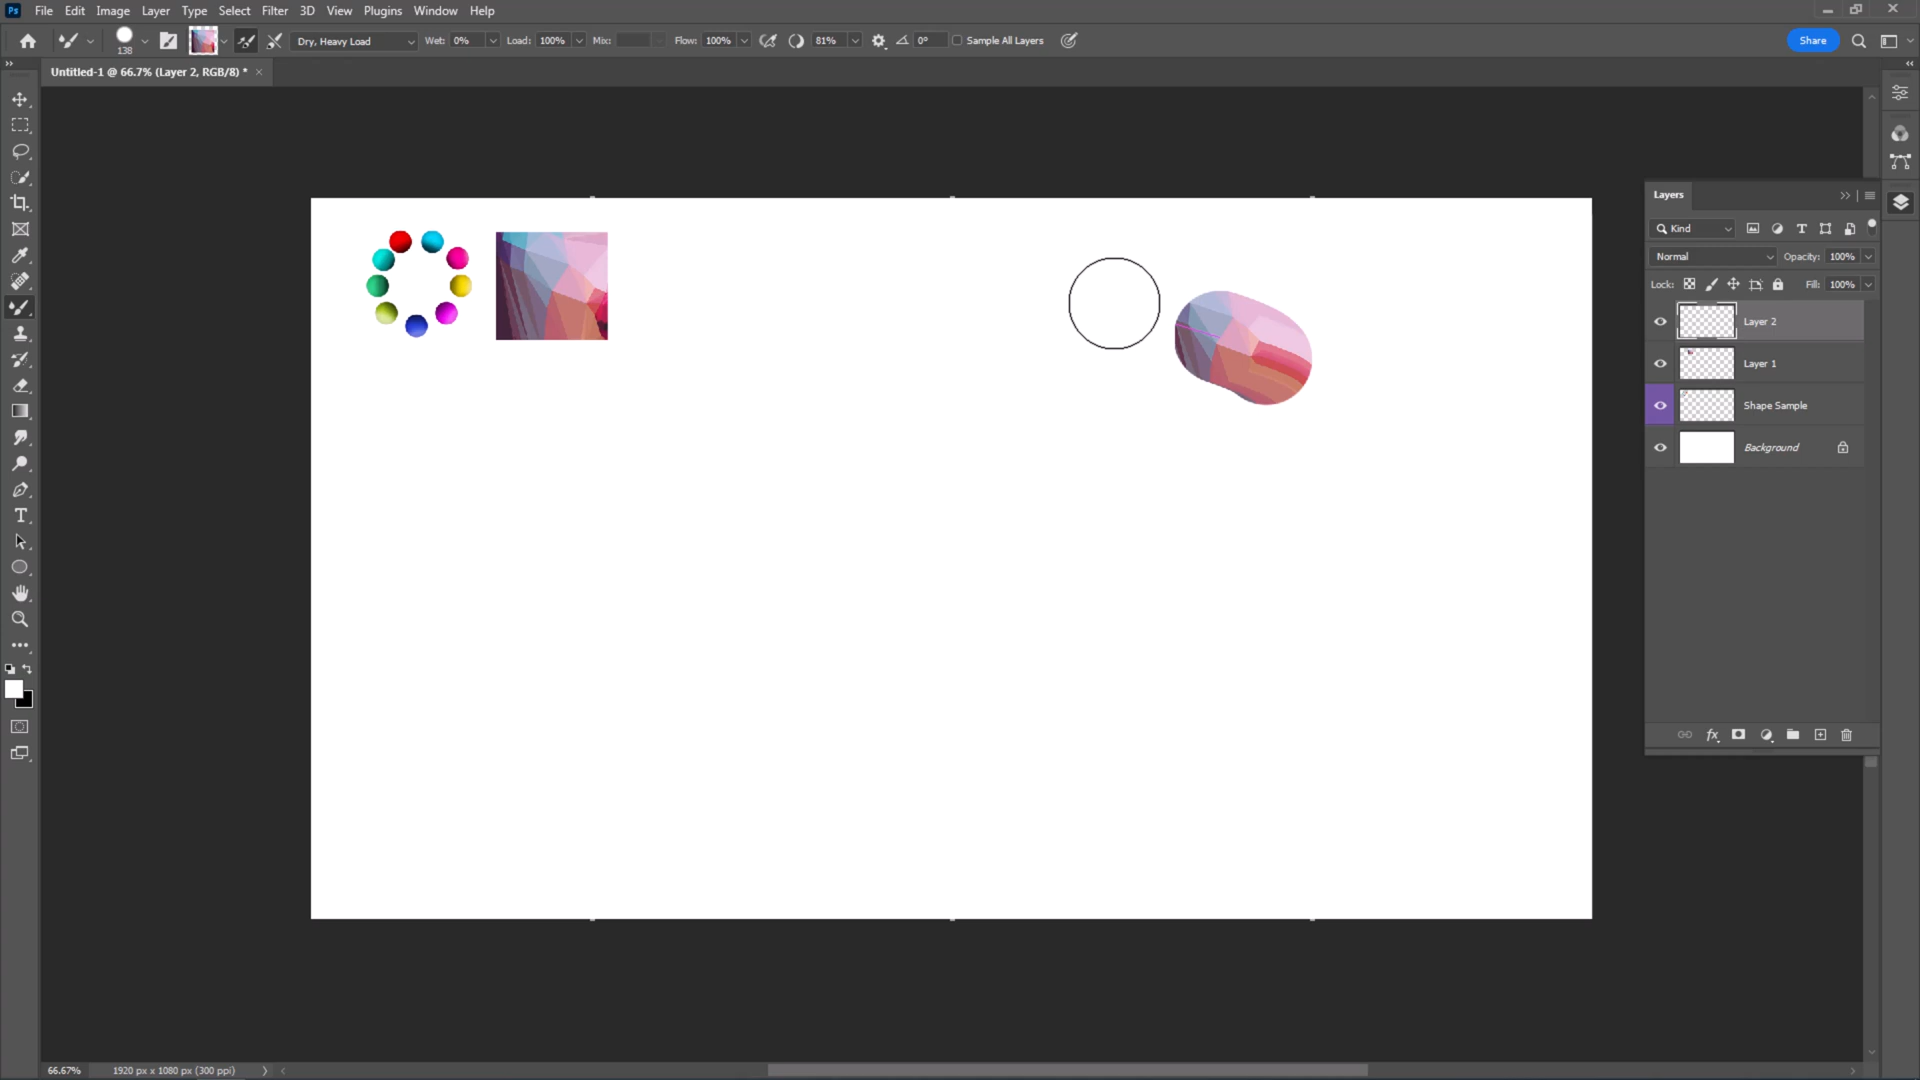 Ps File Edit Image Layer Type Select Filter 3D View Plugins Window Help
138 Dry, Heavy Load Wet: 0% Load: 100% Mix: Flow: 100% 81% 0° Sample All Layers Share
Untitled-1 @ 66.7% (Layer 2, RGB/8) * ×
Layers
Kind
Normal Opacity: 100%
Lock: Fill: 100%
Layer 2
Layer 1
Shape Sample
Background
fx
66.67% 1920 px x 1080 px (300 ppi)